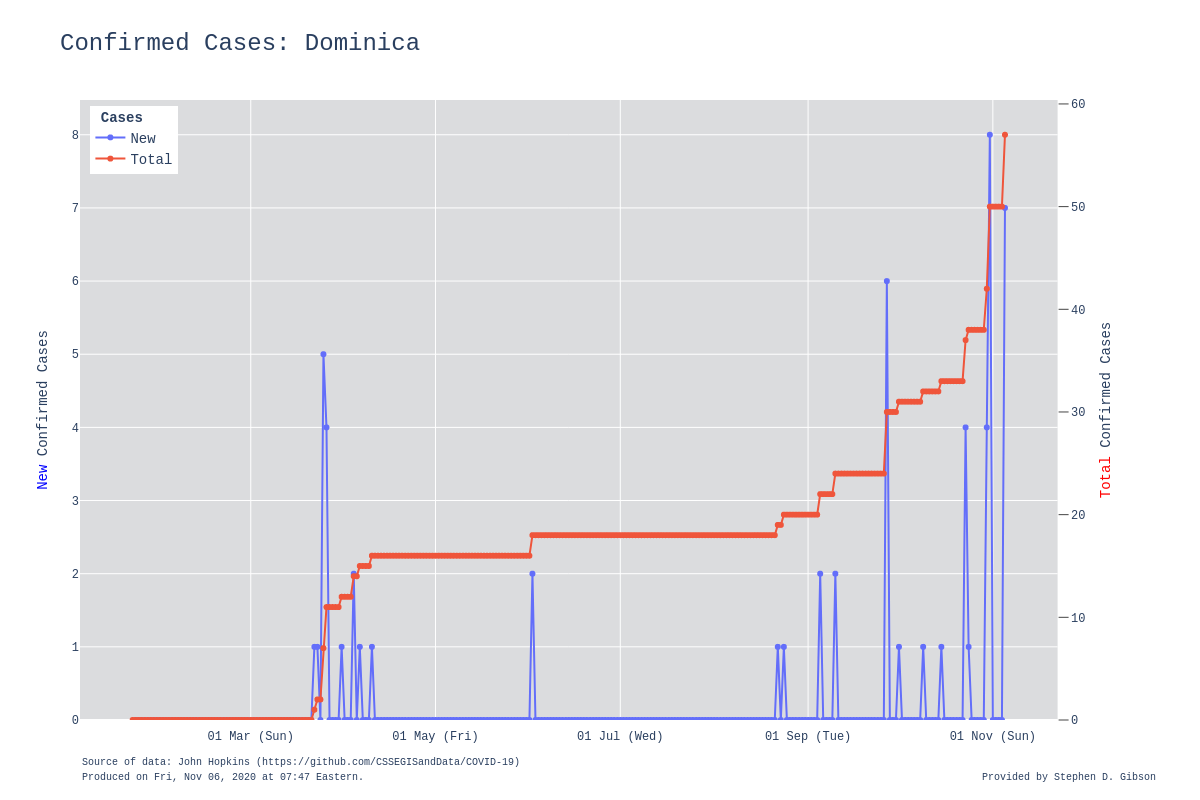 Confirmed Cases: Dominica
Cases
New
Total
8
7
6
5
4
3
2
1
0
60
50
40
30
20
10
0
New Confirmed Cases
Total Confirmed Cases
01 Mar (Sun)
01 May (Fri)
01 Jul (Wed)
01 Sep (Tue)
01 Nov (Sun)
Source of data: John Hopkins (https://github.com/CSSEGISandData/COVID-19)
Produced on Fri, Nov 06, 2020 at 07:47 Eastern.
Provided by Stephen D. Gibson